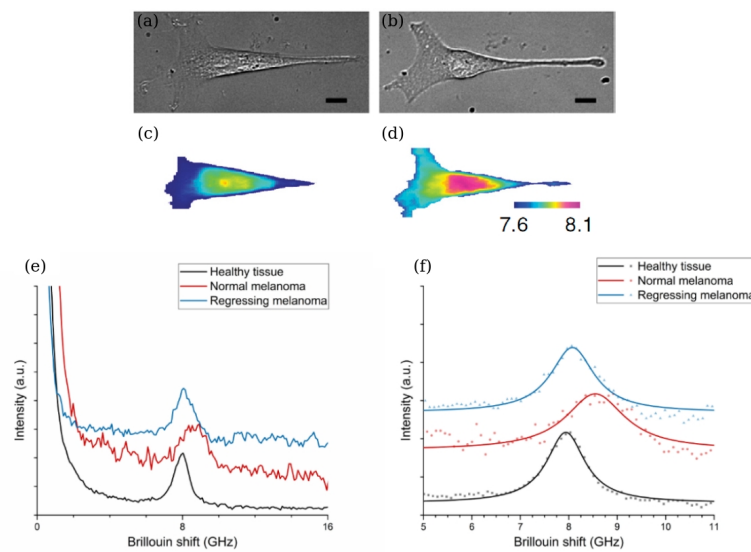 (a)
(b)
(c)
(d)
7.6 8.1
(e)
Healthy tissue
Normal melanoma
Regressing melanoma
Intensity (a.u.)
0 8 16
Brillouin shift (GHz)
(f)
Healthy tissue
Normal melanoma
Regressing melanoma
Intensity (a.u.)
5 6 7 8 9 10 11
Brillouin shift (GHz)